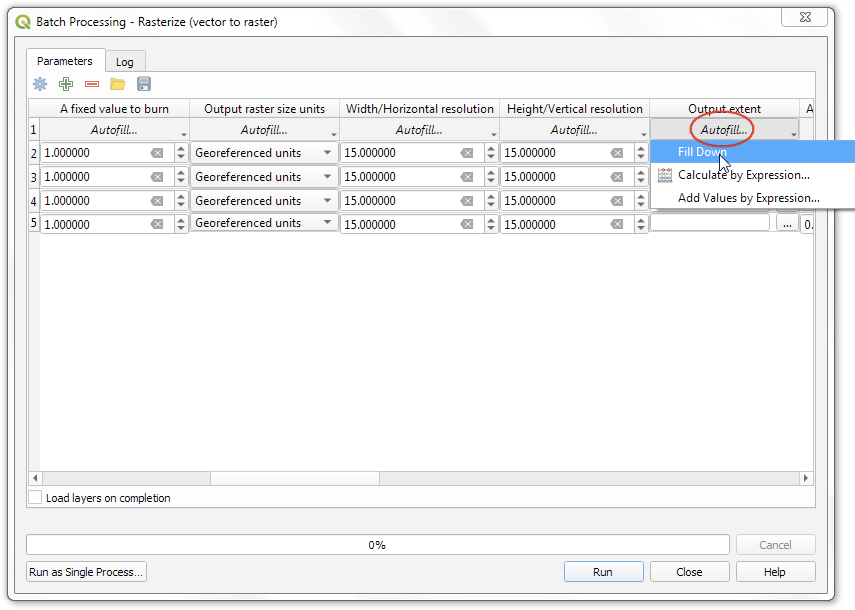 Batch Processing - Rasterize (vector to raster)
Parameters Log
A fixed value to burn Output raster size units Width/Horizontal resolution Height/Vertical resolution Output extent A
1 Autofill... Autofill... Autofill... Autofill... Autofill...
2 1.000000 Georeferenced units 15.000000 15.000000 Fill Down
3 1.000000 Georeferenced units 15.000000 15.000000 Calculate by Expression...
4 1.000000 Georeferenced units 15.000000 15.000000 Add Values by Expression...
5 1.000000 Georeferenced units 15.000000 15.000000 ... 0.
Load layers on completion
0% Cancel
Run as Single Process... Run Close Help